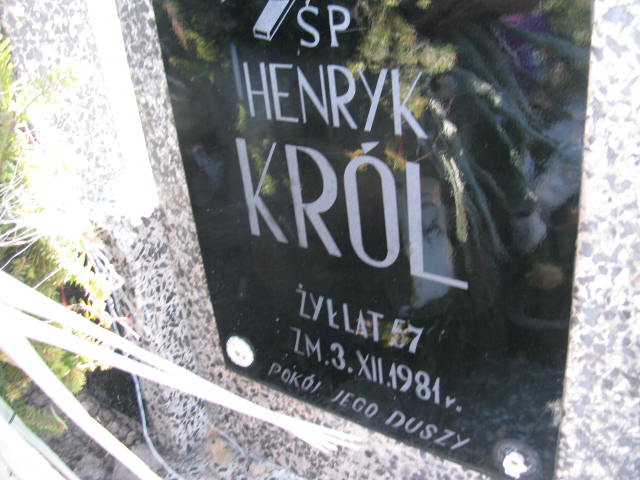 ŚP
HENRYK
KRÓL
ŻYŁ LAT 57
ZM. 3. XII. 1981 r.
POKÓJ JEGO DUSZY